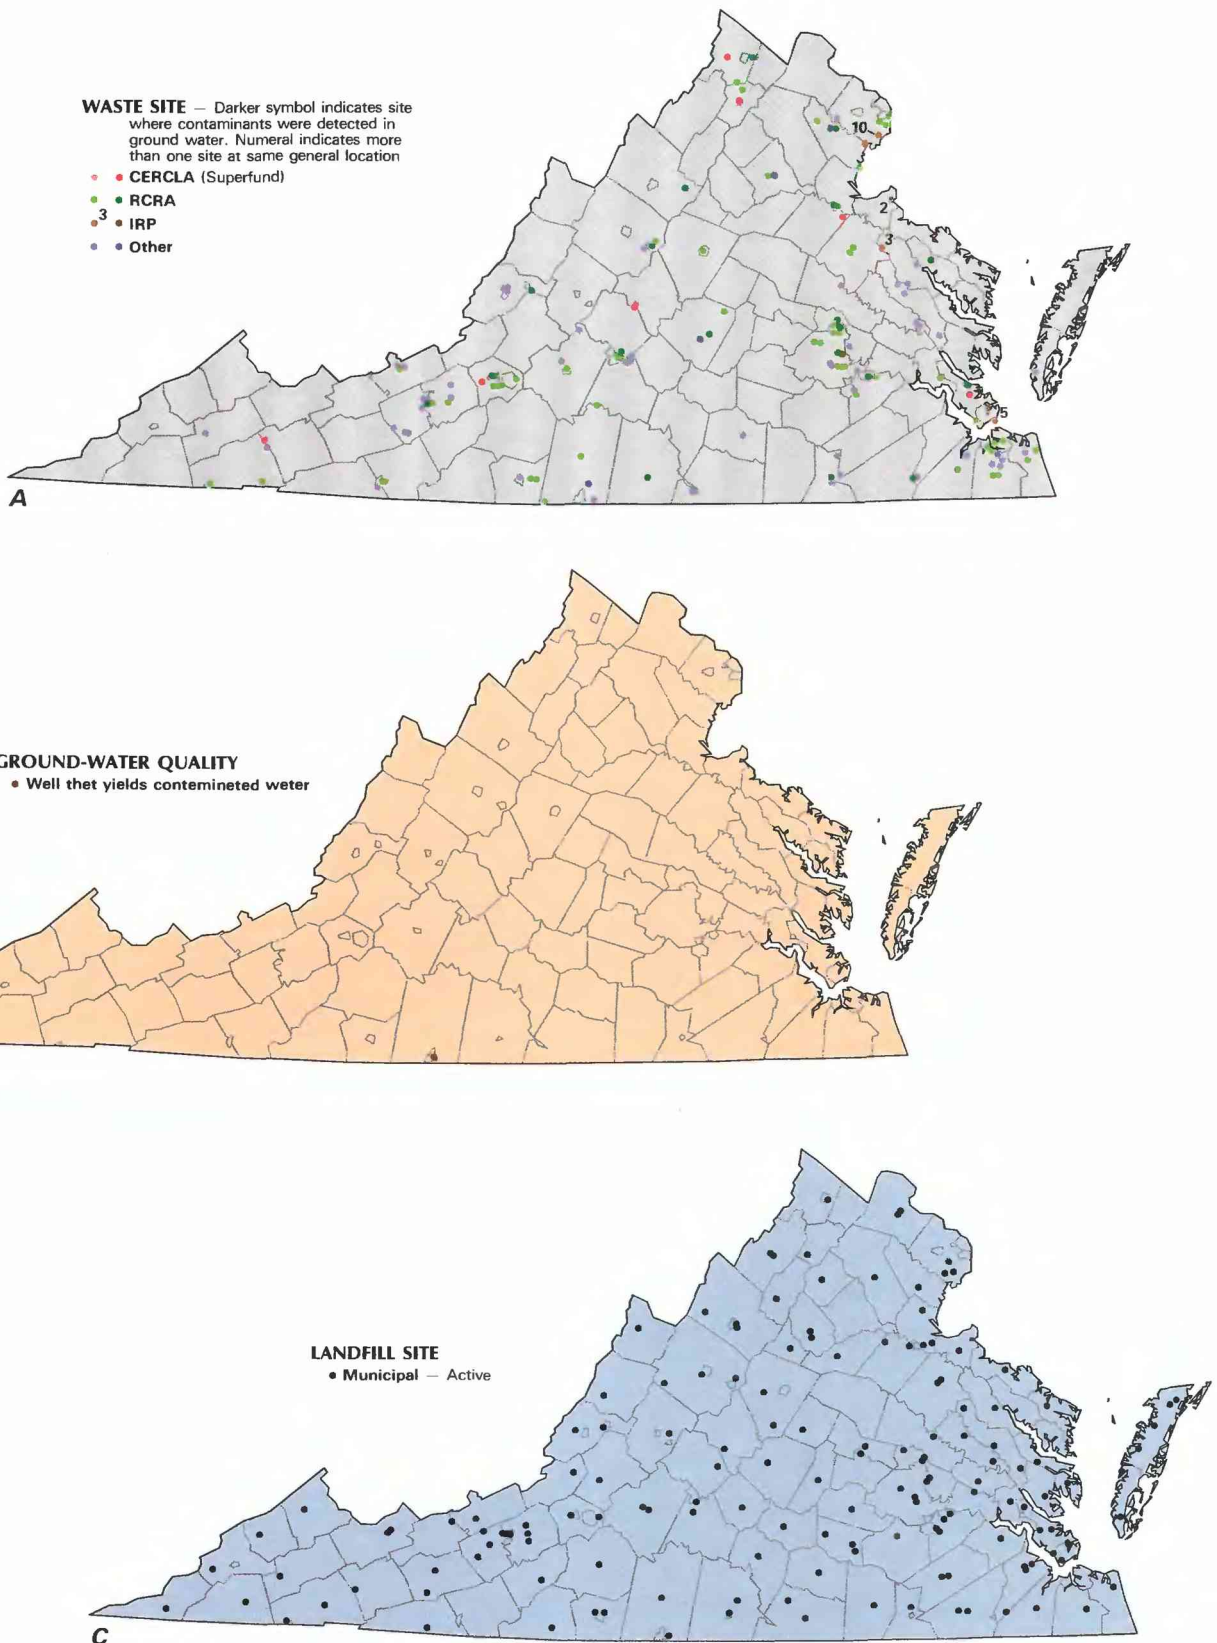 WASTE SITE — Darker symbol indicates site
where contaminants were detected in
ground water. Numeral indicates more
than one site at same general location
CERCLA (Superfund)
RCRA
3
IRP
Other
10
2
3
2
5
A
GROUND-WATER QUALITY
Well thet yields contemineted weter
LANDFILL SITE
Municipal — Active
C